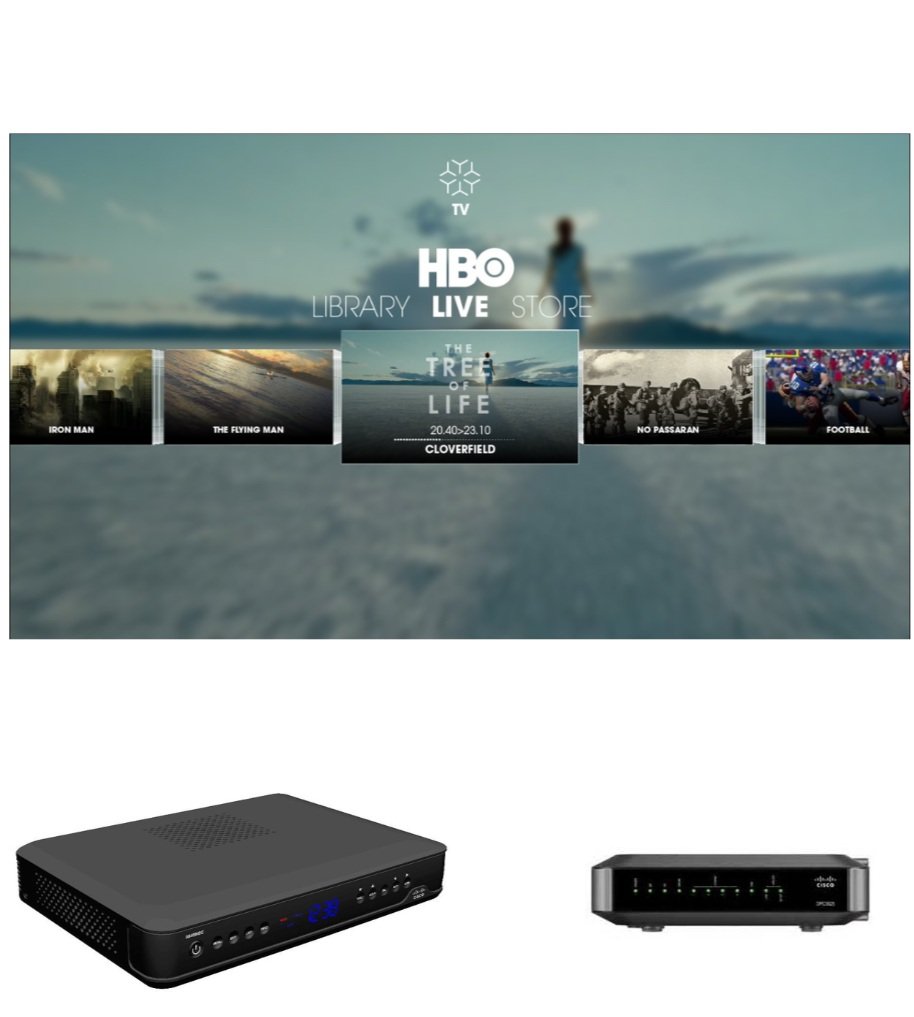 TV
HBO
LIBRARY LIVE STORE
THE
TREE
OF
LIFE
20.40>23.10
IRON MAN
THE FLYING MAN
CLOVERFIELD
NO PASSARAN
FOOTBALL
CISCO
CISCO